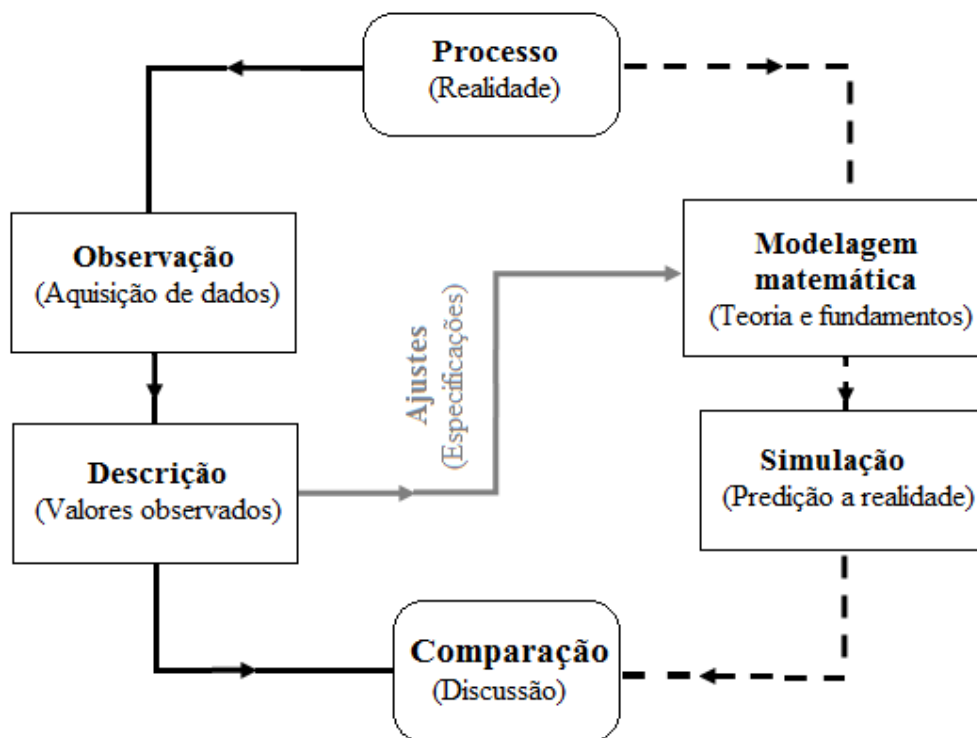 Processo
(Realidade)
Observação
(Aquisição de dados)
Modelagem
matemática
(Teoria e fundamentos)
Ajustes
(Especificações)
Descrição
(Valores observados)
Simulação
(Predição a realidade)
Comparação
(Discussão)